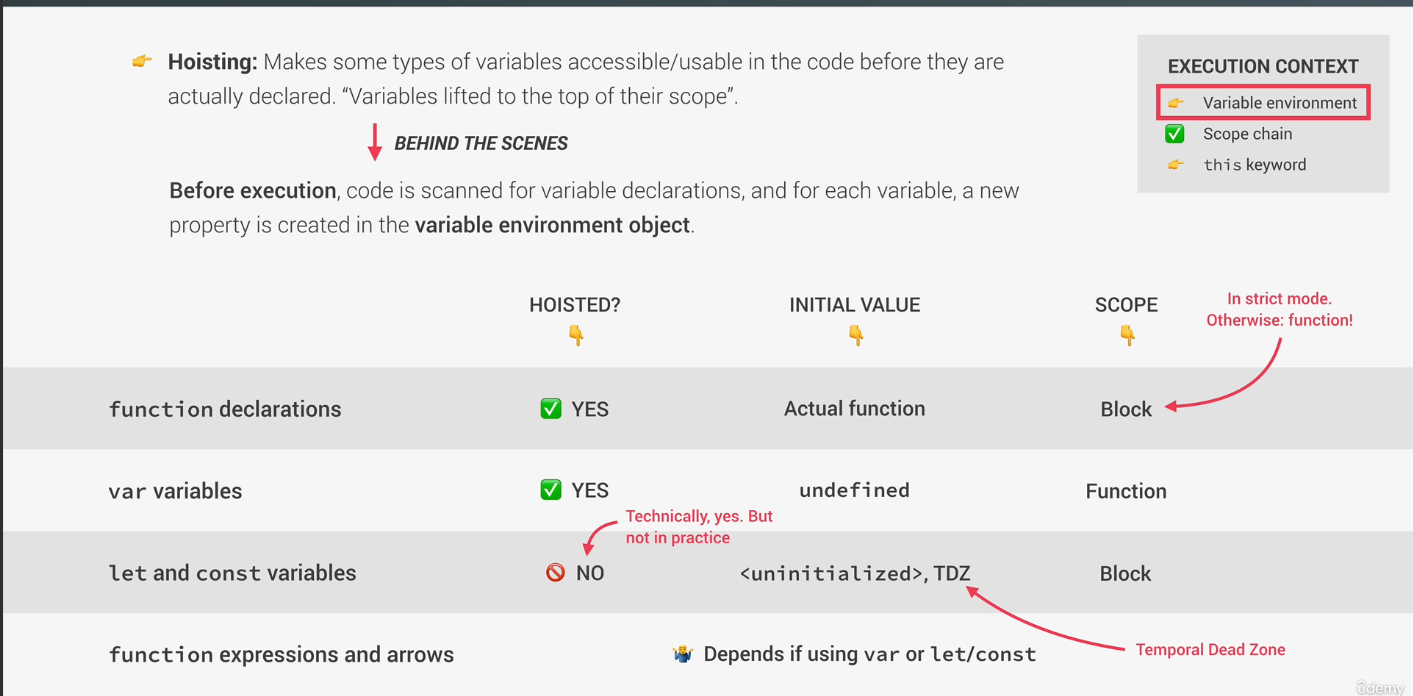 Hoisting: Makes some types of variables accessible/usable in the code before they are
actually declared. “Variables lifted to the top of their scope”.
BEHIND THE SCENES
Before execution, code is scanned for variable declarations, and for each variable, a new
property is created in the variable environment object.
EXECUTION CONTEXT
Variable environment
Scope chain
this keyword
HOISTED?
INITIAL VALUE
SCOPE
In strict mode.
Otherwise: function!
function declarations
YES
Actual function
Block
var variables
YES
undefined
Function
Technically, yes. But
not in practice
let and const variables
NO
<uninitialized>, TDZ
Block
Temporal Dead Zone
function expressions and arrows
Depends if using var or let/const
ûdemy